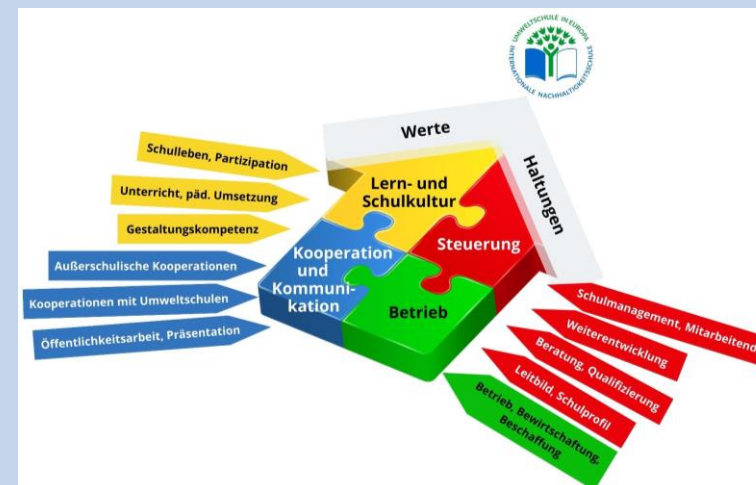 UMWELTSCHULE IN EUROPA
INTERNATIONALE NACHHALTIGKEITSSCHULE
Werte
Haltungen
Schulleben, Partizipation
Unterricht, päd. Umsetzung
Gestaltungskompetenz
Außerschulische Kooperationen
Kooperationen mit Umweltschulen
Öffentlichkeitsarbeit, Präsentation
Lern- und
Schulkultur
Steuerung
Kooperation
und
Kommuni-
kation
Betrieb
Schulmanagement, Mitarbeitend
Weiterentwicklung
Beratung, Qualifizierung
Leitbild, Schulprofil
Betrieb, Bewirtschaftung,
Beschaffung